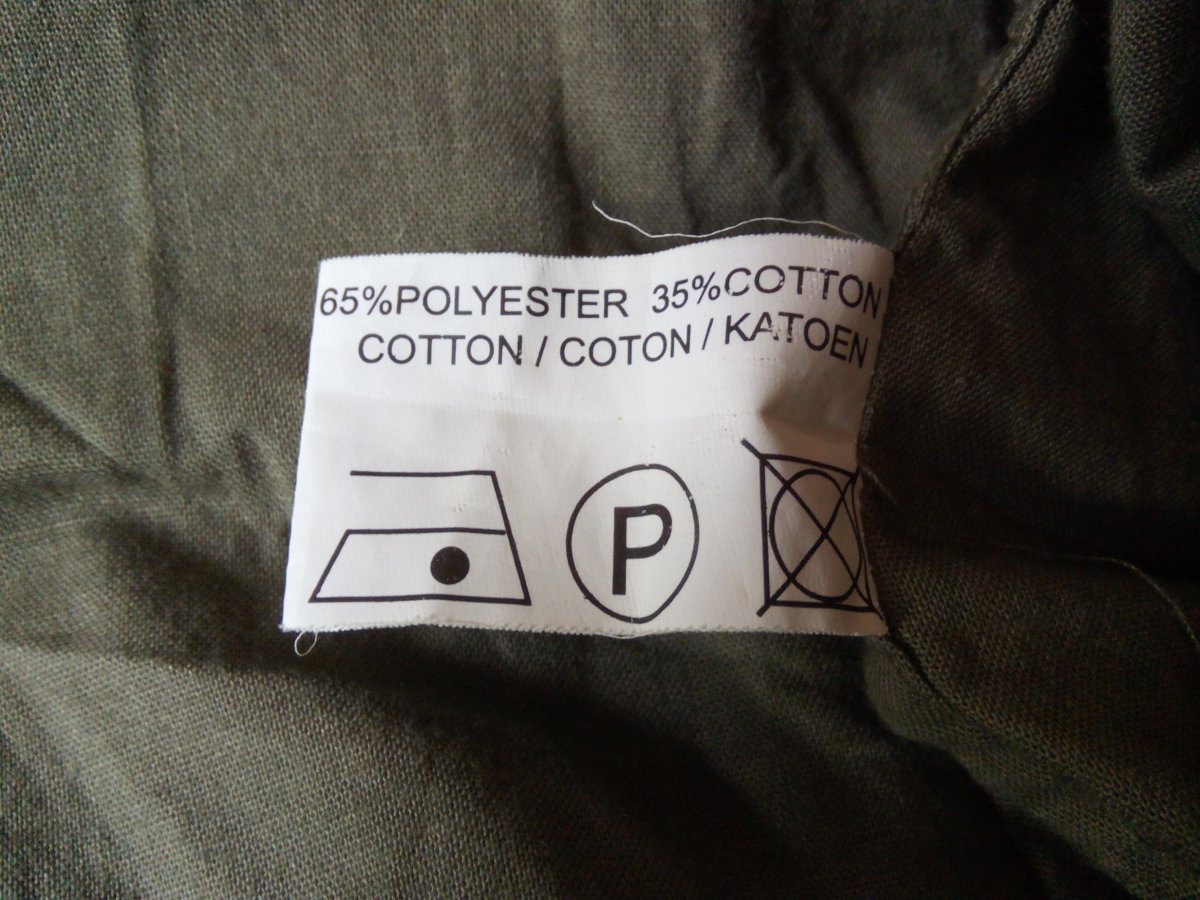 65%POLYESTER 35%COTTON
COTTON / COTON / KATOEN
P